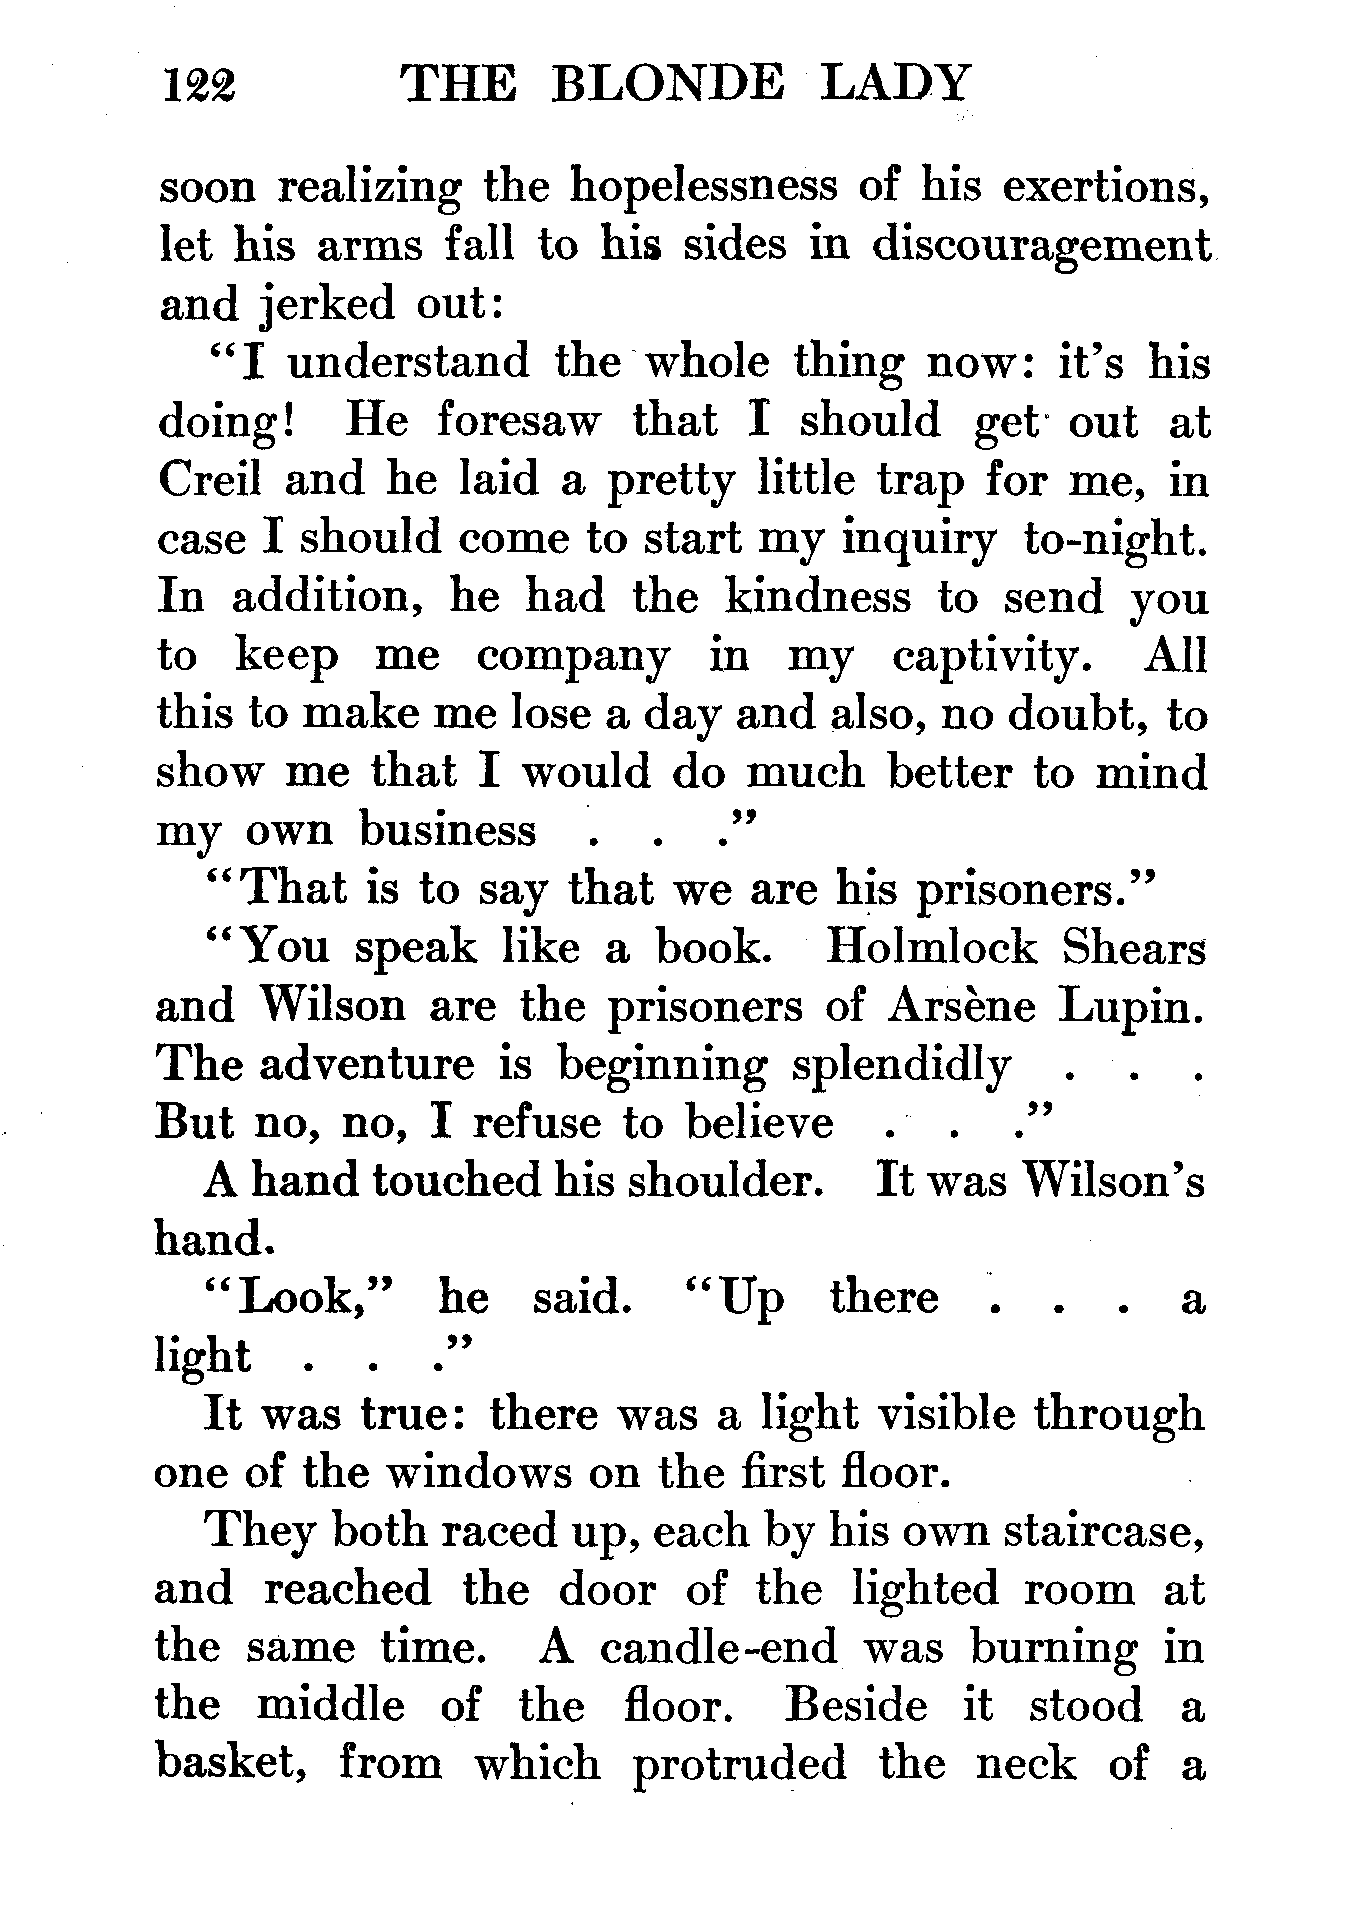 122 THE BLONDE LADY
soon realizing the hopelessness of his exertions,
let his arms fall to his sides in discouragement
and jerked out:
“I understand the whole thing now: it’s his
doing! He foresaw that I should get out at
Creil and he laid a pretty little trap for me, in
case I should come to start my inquiry to-night.
In addition, he had the kindness to send you
to keep me company in my captivity. All
this to make me lose a day and also, no doubt, to
show me that I would do much better to mind
my own business . . .”
“That is to say that we are his prisoners.”
“You speak like a book. Holmlock Shears
and Wilson are the prisoners of Arsène Lupin.
The adventure is beginning splendidly . . .
But no, no, I refuse to believe . . .”
A hand touched his shoulder. It was Wilson’s
hand.
“Look,” he said. “Up there . . . a
light . . .”
It was true: there was a light visible through
one of the windows on the first floor.
They both raced up, each by his own staircase,
and reached the door of the lighted room at
the same time. A candle-end was burning in
the middle of the floor. Beside it stood a
basket, from which protruded the neck of a